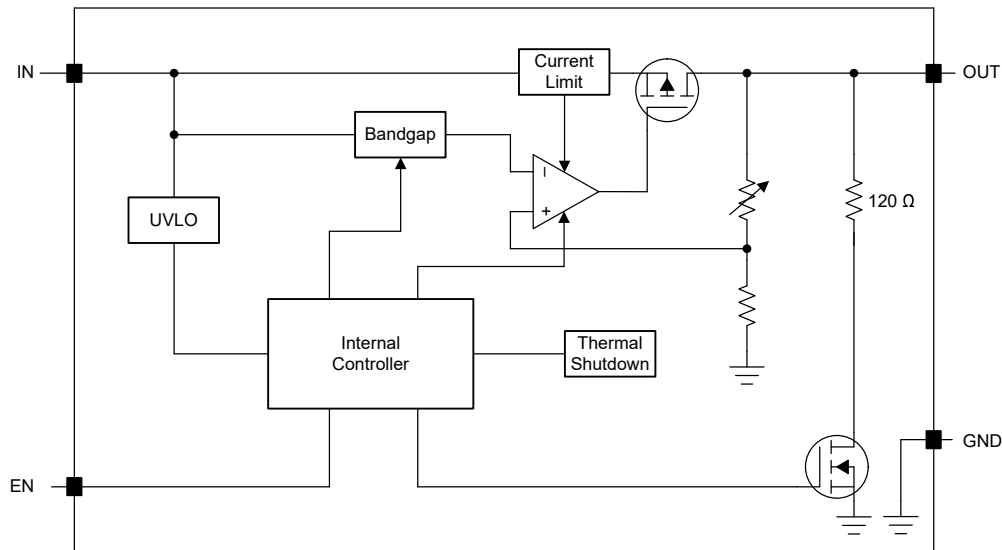 IN
Current
Limit
OUT
Bandgap
–
+
UVLO
120 Ω
Internal
Controller
Thermal
Shutdown
GND
EN